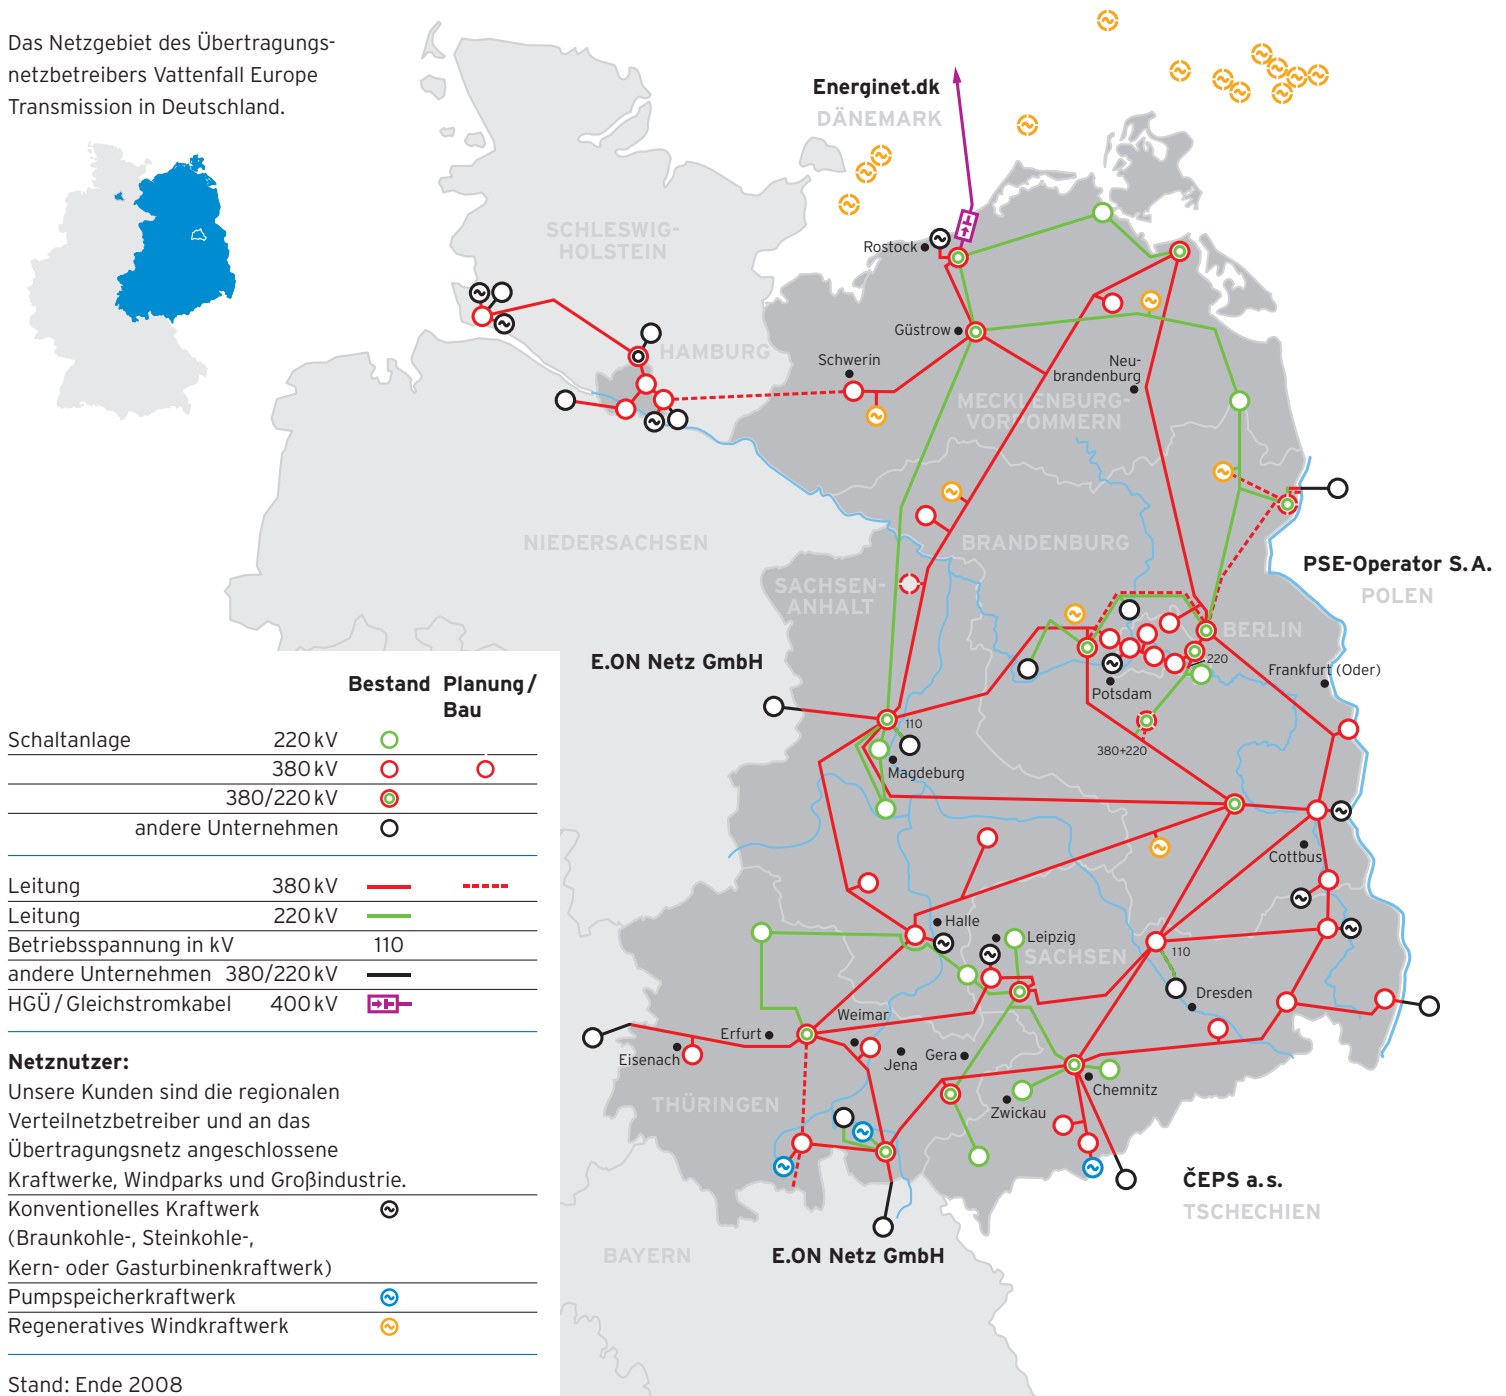 Das Netzgebiet des Übertragungs-
netzbetreibers Vattenfall Europe
Transmission in Deutschland.
Energinet.dk
DÄNEMARK
SCHLESWIG-
HOLSTEIN
Rostock
Güstrow
HAMBURG
Schwerin
Neu-
brandenburg
MECKLENBURG-
VORPOMMERN
NIEDERSACHSEN
BRANDENBURG
SACHSEN-
ANHALT
PSE-Operator S.A.
POLEN
BERLIN
E.ON Netz GmbH
220
Frankfurt (Oder)
Potsdam
110
380+220
Magdeburg
Cottbus
Halle
Leipzig
SACHSEN
110
Dresden
Weimar
Erfurt
Eisenach
Jena
Gera
Chemnitz
Zwickau
THÜRINGEN
ČEPS a.s.
TSCHECHIEN
BAYERN
E.ON Netz GmbH
Bestand Planung/
Bau
Schaltanlage 220 kV
380 kV
380/220 kV
andere Unternehmen
Leitung 380 kV
Leitung 220 kV
Betriebsspannung in kV 110
andere Unternehmen 380/220 kV
HGÜ/Gleichstromkabel 400 kV
Netznutzer:
Unsere Kunden sind die regionalen
Verteilnetzbetreiber und an das
Übertragungsnetz angeschlossene
Kraftwerke, Windparks und Großindustrie.
Konventionelles Kraftwerk
(Braunkohle-, Steinkohle-,
Kern- oder Gasturbinenkraftwerk)
Pumpspeicherkraftwerk
Regeneratives Windkraftwerk
Stand: Ende 2008